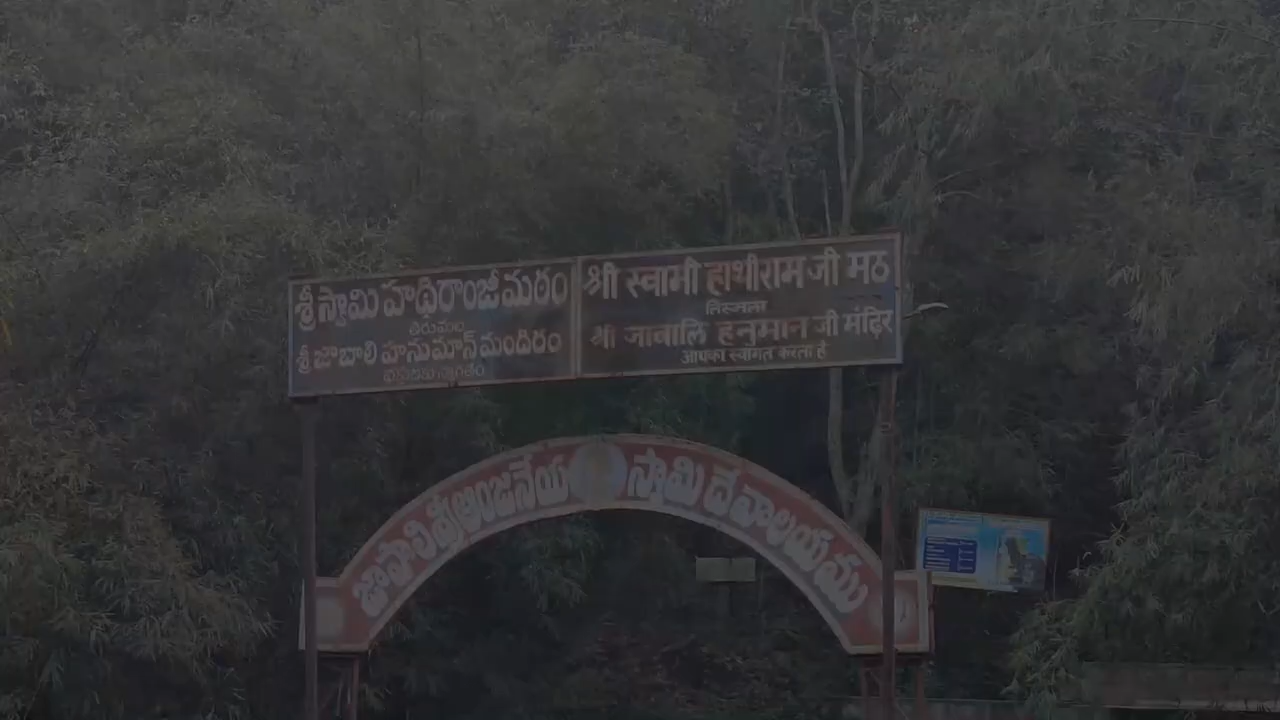 శ్రీ స్వామి హథిరాంజీమఠం
తిరుమల
శ్రీ జాబాలి హనుమాన్ మందిరం
श्री स्वामी हाथीराम जी मठ
तिरुमला
श्री जाबालि हनुमान जी मंदिर
आपका स्वागत करता है
జాపాలి శ్రీ ఆంజనేయ స్వామి దేవాలయము